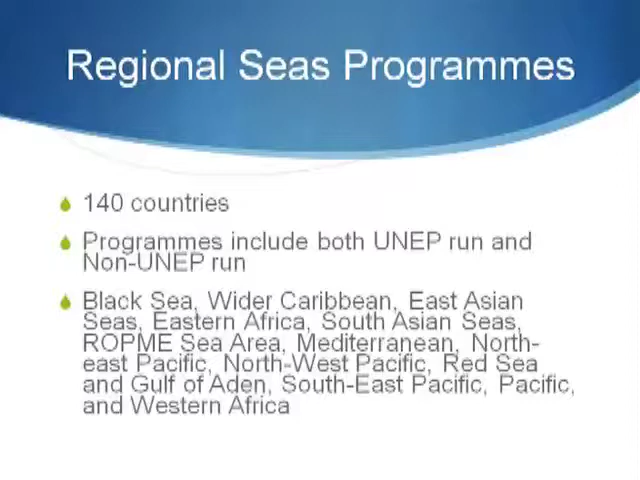 Regional Seas Programmes
140 countries
Programmes include both UNEP run and
Non-UNEP run
Black Sea, Wider Caribbean, East Asian
Seas, Eastern Africa, South Asian Seas,
ROPME Sea Area, Mediterranean, North-
east Pacific, North-West Pacific, Red Sea
and Gulf of Aden, South-East Pacific, Pacific,
and Western Africa